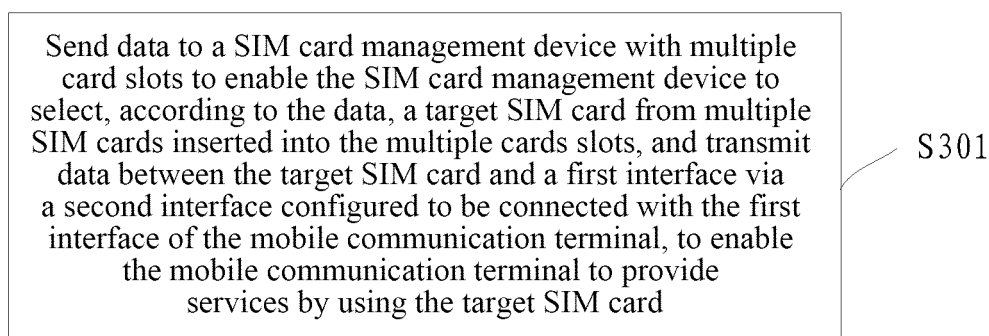 Send data to a SIM card management device with multiple
card slots to enable the SIM card management device to
select, according to the data, a target SIM card from multiple
SIM cards inserted into the multiple cards slots, and transmit
data between the target SIM card and a first interface via
a second interface configured to be connected with the first
interface of the mobile communication terminal, to enable
the mobile communication terminal to provide
services by using the target SIM card
S301